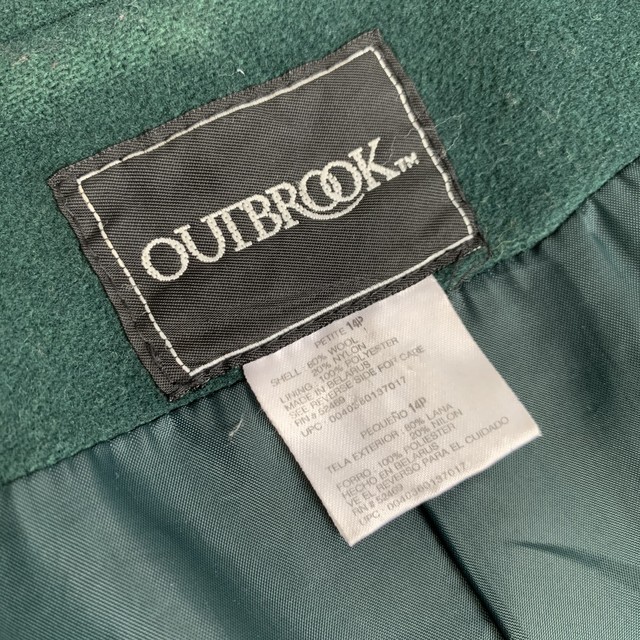 OUTBROOK™
PETITE 14P
SHELL: 80% WOOL
20% NYLON
LINING: 100% POLYESTER
MADE IN BELARUS
SEE REVERSE SIDE FOR CARE
RN# 52469
UPC:
PEQUEÑO 14P
TELA EXTERIOR: 80% LANA
20% NILON
FORRO: 100% POLIESTER
HECHO EN BELARUS
VE EL REVERSO PARA EL CUIDADO
RN# 52469
UPC: